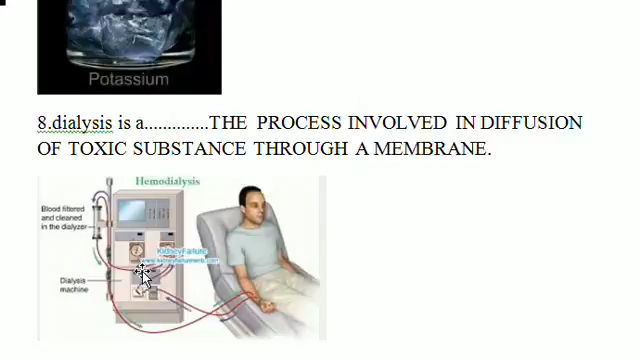 Potassium
8.dialysis is a..............THE PROCESS INVOLVED IN DIFFUSION
OF TOXIC SUBSTANCE THROUGH A MEMBRANE.
Hemodialysis
Blood filtered
and cleaned
in the dialyzer
KidneyFailure
Dialysis
machine